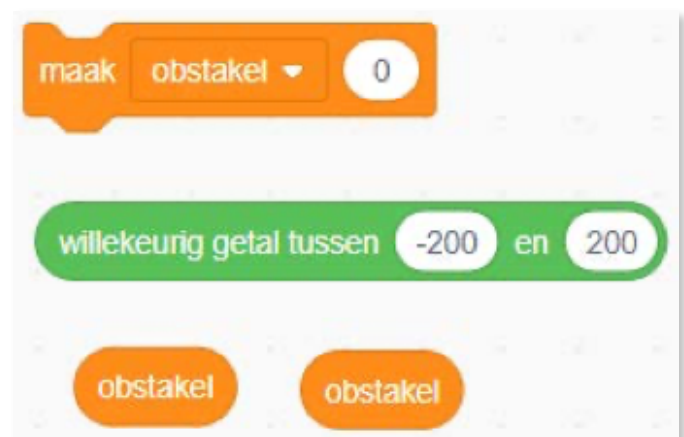 maak obstakel 0
willekeurig getal tussen -200 en 200
obstakel obstakel